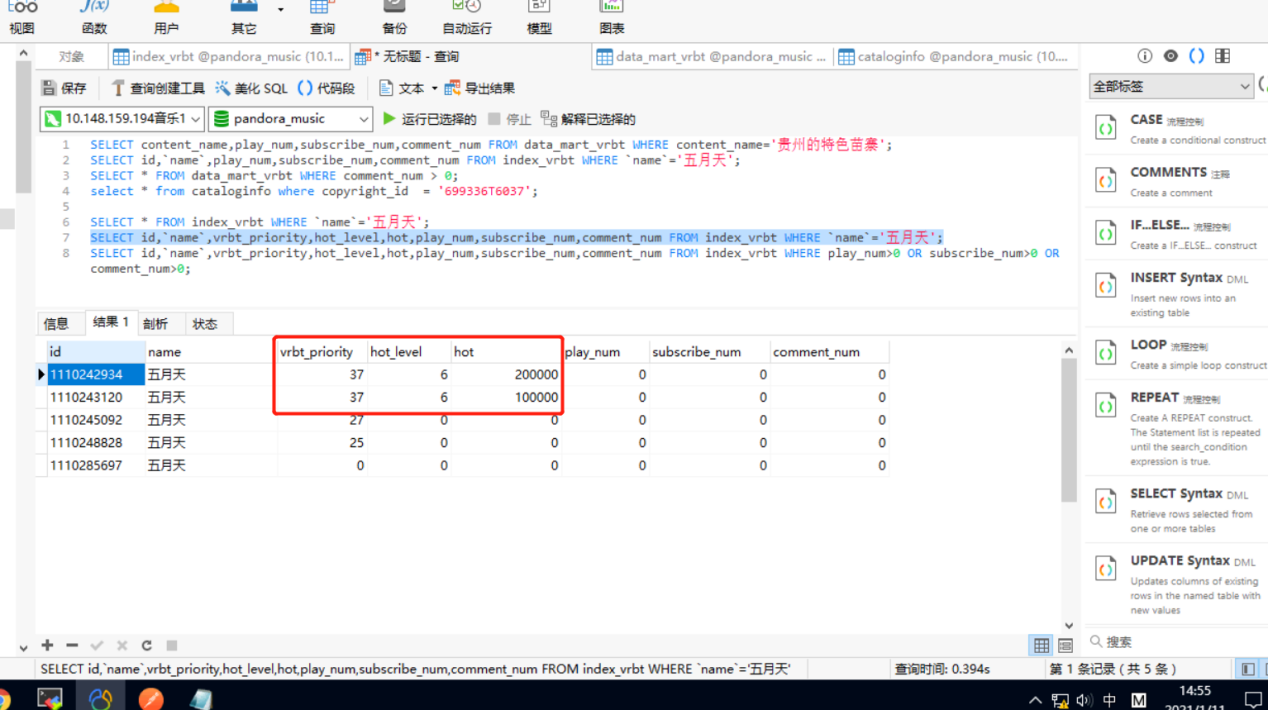 视图 函数 用户 其它 查询 备份 自动运行 模型 图表
对象 index_vrbt @pandora_music (10.1... * 无标题 - 查询 data_mart_vrbt @pandora_music ... cataloginfo @pandora_music (10....
保存 查询创建工具 美化 SQL () 代码段 文本 导出结果
10.148.159.194音乐1 pandora_music 运行已选择的 停止 解释已选择的
1 SELECT content_name,play_num,subscribe_num,comment_num FROM data_mart_vrbt WHERE content_name='贵州的特色苗寨';
2 SELECT id,`name`,play_num,subscribe_num,comment_num FROM index_vrbt WHERE `name`='五月天';
3 SELECT * FROM data_mart_vrbt WHERE comment_num > 0;
4 select * from cataloginfo where copyright_id  = '699336T6037';
5
6 SELECT * FROM index_vrbt WHERE `name`='五月天';
7 SELECT id,`name`,vrbt_priority,hot_level,hot,play_num,subscribe_num,comment_num FROM index_vrbt WHERE `name`='五月天';
8 SELECT id,`name`,vrbt_priority,hot_level,hot,play_num,subscribe_num,comment_num FROM index_vrbt WHERE play_num>0 OR subscribe_num>0 OR
comment_num>0;
信息 结果 1 剖析 状态
id name vrbt_priority hot_level hot play_num subscribe_num comment_num
1110242934 五月天 37 6 200000 0 0 0
1110243120 五月天 37 6 100000 0 0 0
1110245092 五月天 27 0 0 0 0 0
1110248828 五月天 25 0 0 0 0 0
1110285697 五月天 0 0 0 0 0 0
SELECT id,`name`,vrbt_priority,hot_level,hot,play_num,subscribe_num,comment_num FROM index_vrbt WHERE `name`='五月天' 查询时间: 0.394s 第 1 条记录 ( 共 5 条 )
全部标签
CASE 流程控制
Create a conditional construct
COMMENTS 注释
Create a comment
IF...ELSE... 流程控制
Create a IF...ELSE... construct
INSERT Syntax DML
Insert new rows into an
existing table
LOOP 流程控制
Create a simple loop construct
REPEAT 流程控制
Create A REPEAT construct.
The Statement list is repeated
until the search_condition
expression is true.
SELECT Syntax DML
Retrieve rows selected from
one or more tables
UPDATE Syntax DML
Updates columns of existing
rows in the named table with
new values
搜索
中 M 14:55
2021/1/11